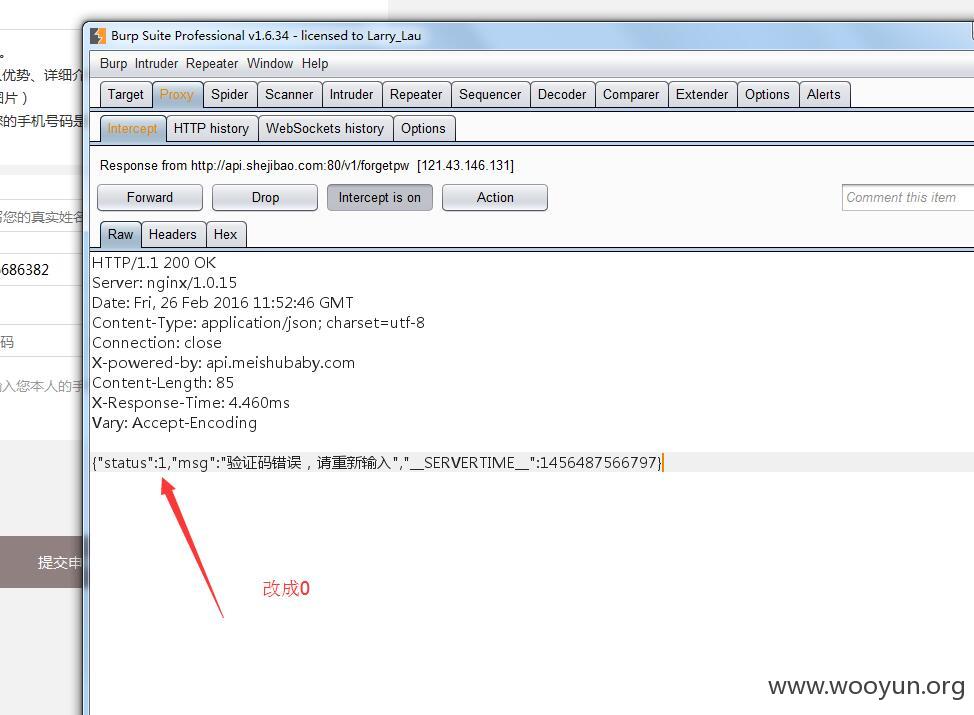 Burp Suite Professional v1.6.34 - licensed to Larry_Lau
Burp Intruder Repeater Window Help
Target Proxy Spider Scanner Intruder Repeater Sequencer Decoder Comparer Extender Options Alerts
Intercept HTTP history WebSockets history Options
Response from http://api.shejibao.com:80/v1/forgetpw [121.43.146.131]
Forward Drop Intercept is on Action Comment this item
Raw Headers Hex
HTTP/1.1 200 OK
Server: nginx/1.0.15
Date: Fri, 26 Feb 2016 11:52:46 GMT
Content-Type: application/json; charset=utf-8
Connection: close
X-powered-by: api.meishubaby.com
Content-Length: 85
X-Response-Time: 4.460ms
Vary: Accept-Encoding
{"status":1,"msg":"验证码错误，请重新输入","__SERVERTIME__":1456487566797}
改成0
优势、详细介
图片）
您的手机号码是
写您的真实姓名
686382
码
输入您本人的手
提交申
www.wooyun.org